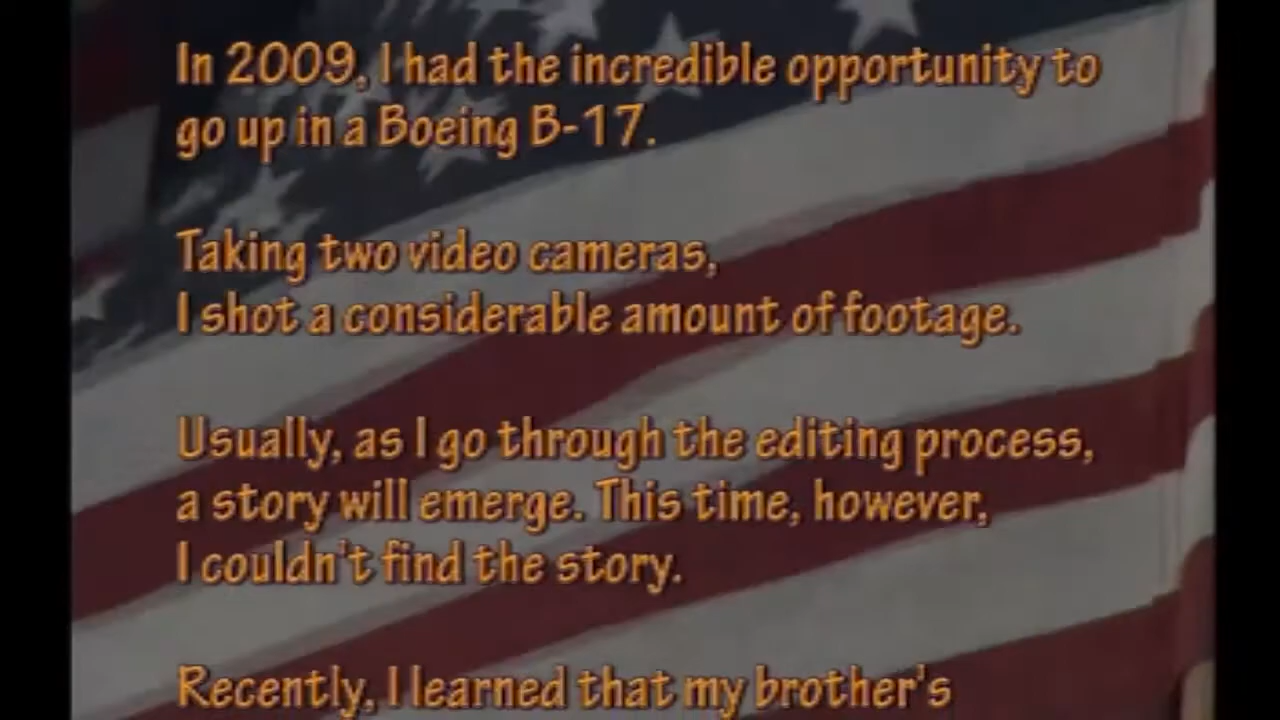 In 2009, I had the incredible opportunity to
go up in a Boeing B-17.
Taking two video cameras,
I shot a considerable amount of footage.
Usually, as I go through the editing process,
a story will emerge. This time, however,
I couldn't find the story.
Recently, I learned that my brother's